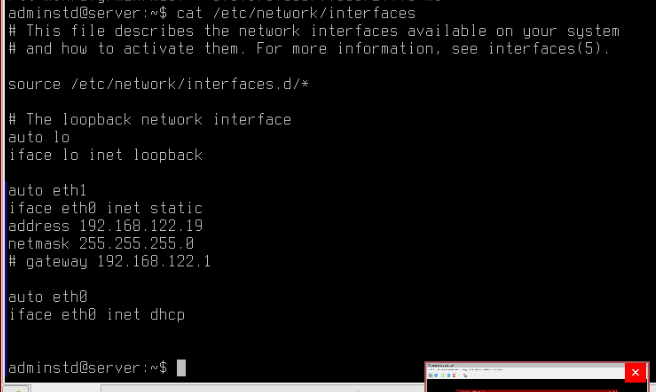 adminstd@server:~$ cat /etc/network/interfaces
# This file describes the network interfaces available on your system
# and how to activate them. For more information, see interfaces(5).
source /etc/network/interfaces.d/*
# The loopback network interface
auto lo
iface lo inet loopback
auto eth1
iface eth0 inet static
address 192.168.122.19
netmask 255.255.255.0
# gateway 192.168.122.1
auto eth0
iface eth0 inet dhcp
adminstd@server:~$